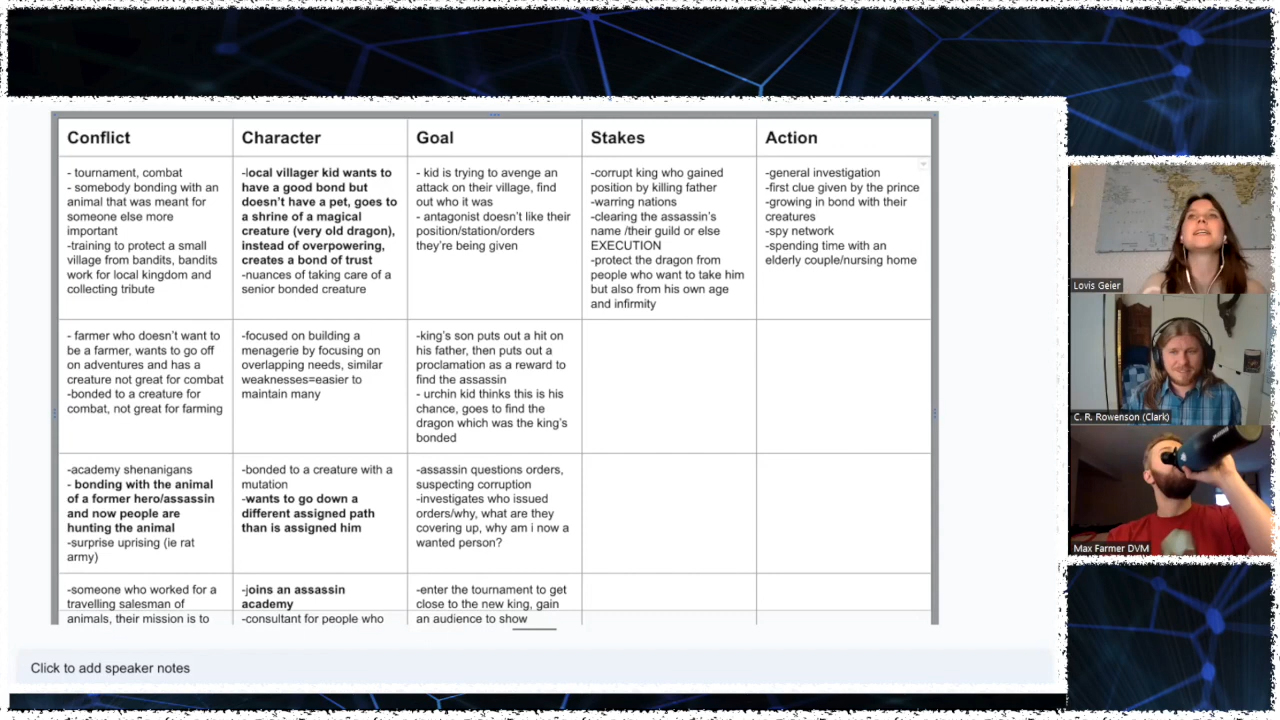 Conflict
Character
Goal
Stakes
Action
- tournament, combat
- somebody bonding with an
animal that was meant for
someone else more
important
-training to protect a small
village from bandits, bandits
work for local kingdom and
collecting tribute
-local villager kid wants to
have a good bond but
doesn't have a pet, goes to
a shrine of a magical
creature (very old dragon),
instead of overpowering,
creates a bond of trust
-nuances of taking care of a
senior bonded creature
- kid is trying to avenge an
attack on their village, find
out who it was
- antagonist doesn't like their
position/station/orders
they're being given
-corrupt king who gained
position by killing father
-warring nations
-clearing the assassin's
name /their guild or else
EXECUTION
-protect the dragon from
people who want to take him
but also from his own age
and infirmity
-general investigation
-first clue given by the prince
-growing in bond with their
creatures
-spy network
-spending time with an
elderly couple/nursing home
- farmer who doesn't want to
be a farmer, wants to go off
on adventures and has a
creature not great for combat
-bonded to a creature for
combat, not great for farming
-focused on building a
menagerie by focusing on
overlapping needs, similar
weaknesses=easier to
maintain many
-king's son puts out a hit on
his father, then puts out a
proclamation as a reward to
find the assassin
- urchin kid thinks this is his
chance, goes to find the
dragon which was the king's
bonded
-academy shenanigans
- bonding with the animal
of a former hero/assassin
and now people are
hunting the animal
-surprise uprising (ie rat
army)
-bonded to a creature with a
mutation
-wants to go down a
different assigned path
than is assigned him
-assassin questions orders,
suspecting corruption
-investigates who issued
orders/why, what are they
covering up, why am i now a
wanted person?
-someone who worked for a
travelling salesman of
animals, their mission is to
-joins an assassin
academy
-consultant for people who
-enter the tournament to get
close to the new king, gain
an audience to show
Click to add speaker notes
Lovis Geier
C. R. Rowenson (Clark)
Max Farmer DVM